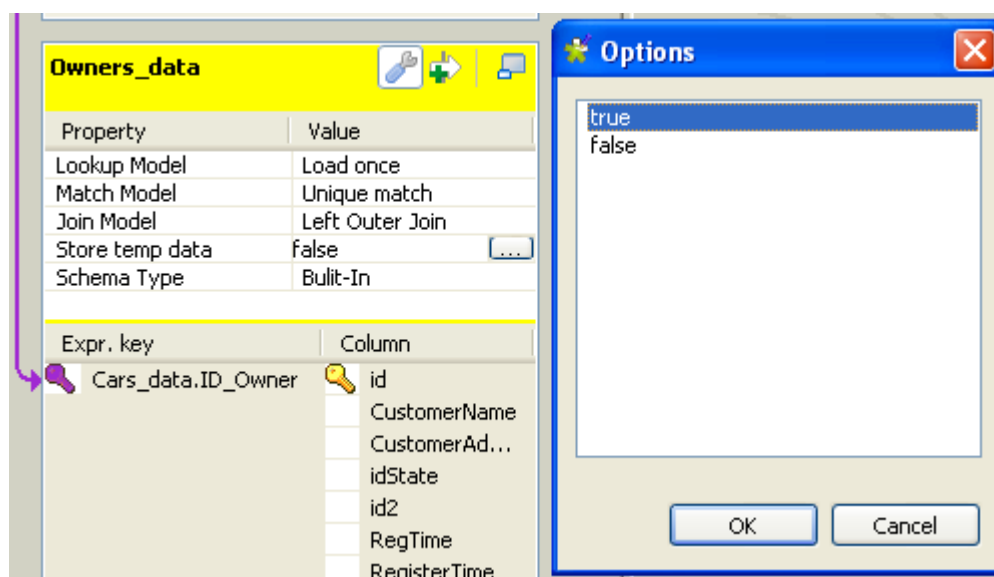 Owners_data
Property Value
Lookup Model Load once
Match Model Unique match
Join Model Left Outer Join
Store temp data false ...
Schema Type Bulit-In
Expr. key Column
Cars_data.ID_Owner id
CustomerName
CustomerAd...
idState
id2
RegTime
RegisterTime
Options
true
false
OK Cancel